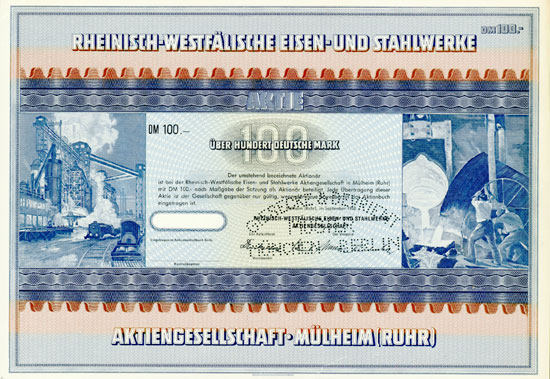 DM 100.-
RHEINISCH-WESTFÄLISCHE EISEN- UND STAHLWERKE
AKTIE
DM 100.—
100
ÜBER HUNDERT DEUTSCHE MARK
Der umstehend bezeichnete Aktionär
ist bei der Rheinisch-Westfälische Eisen- und Stahlwerke Aktiengesellschaft in Mülheim (Ruhr)
mit DM 100.- nach Maßgabe der Satzung als Aktionär beteiligt. Jede Übertragung dieser
Aktie ist der Gesellschaft gegenüber nur gültig, im Aktienbuch
eingetragen ist.
RHEINISCH-WESTFÄLISCHE EISEN- UND STAHLWERKE
AKTIENGESELLSCHAFT
MÜNCHEN BERLIN
AKTIENGESELLSCHAFT · MÜLHEIM (RUHR)